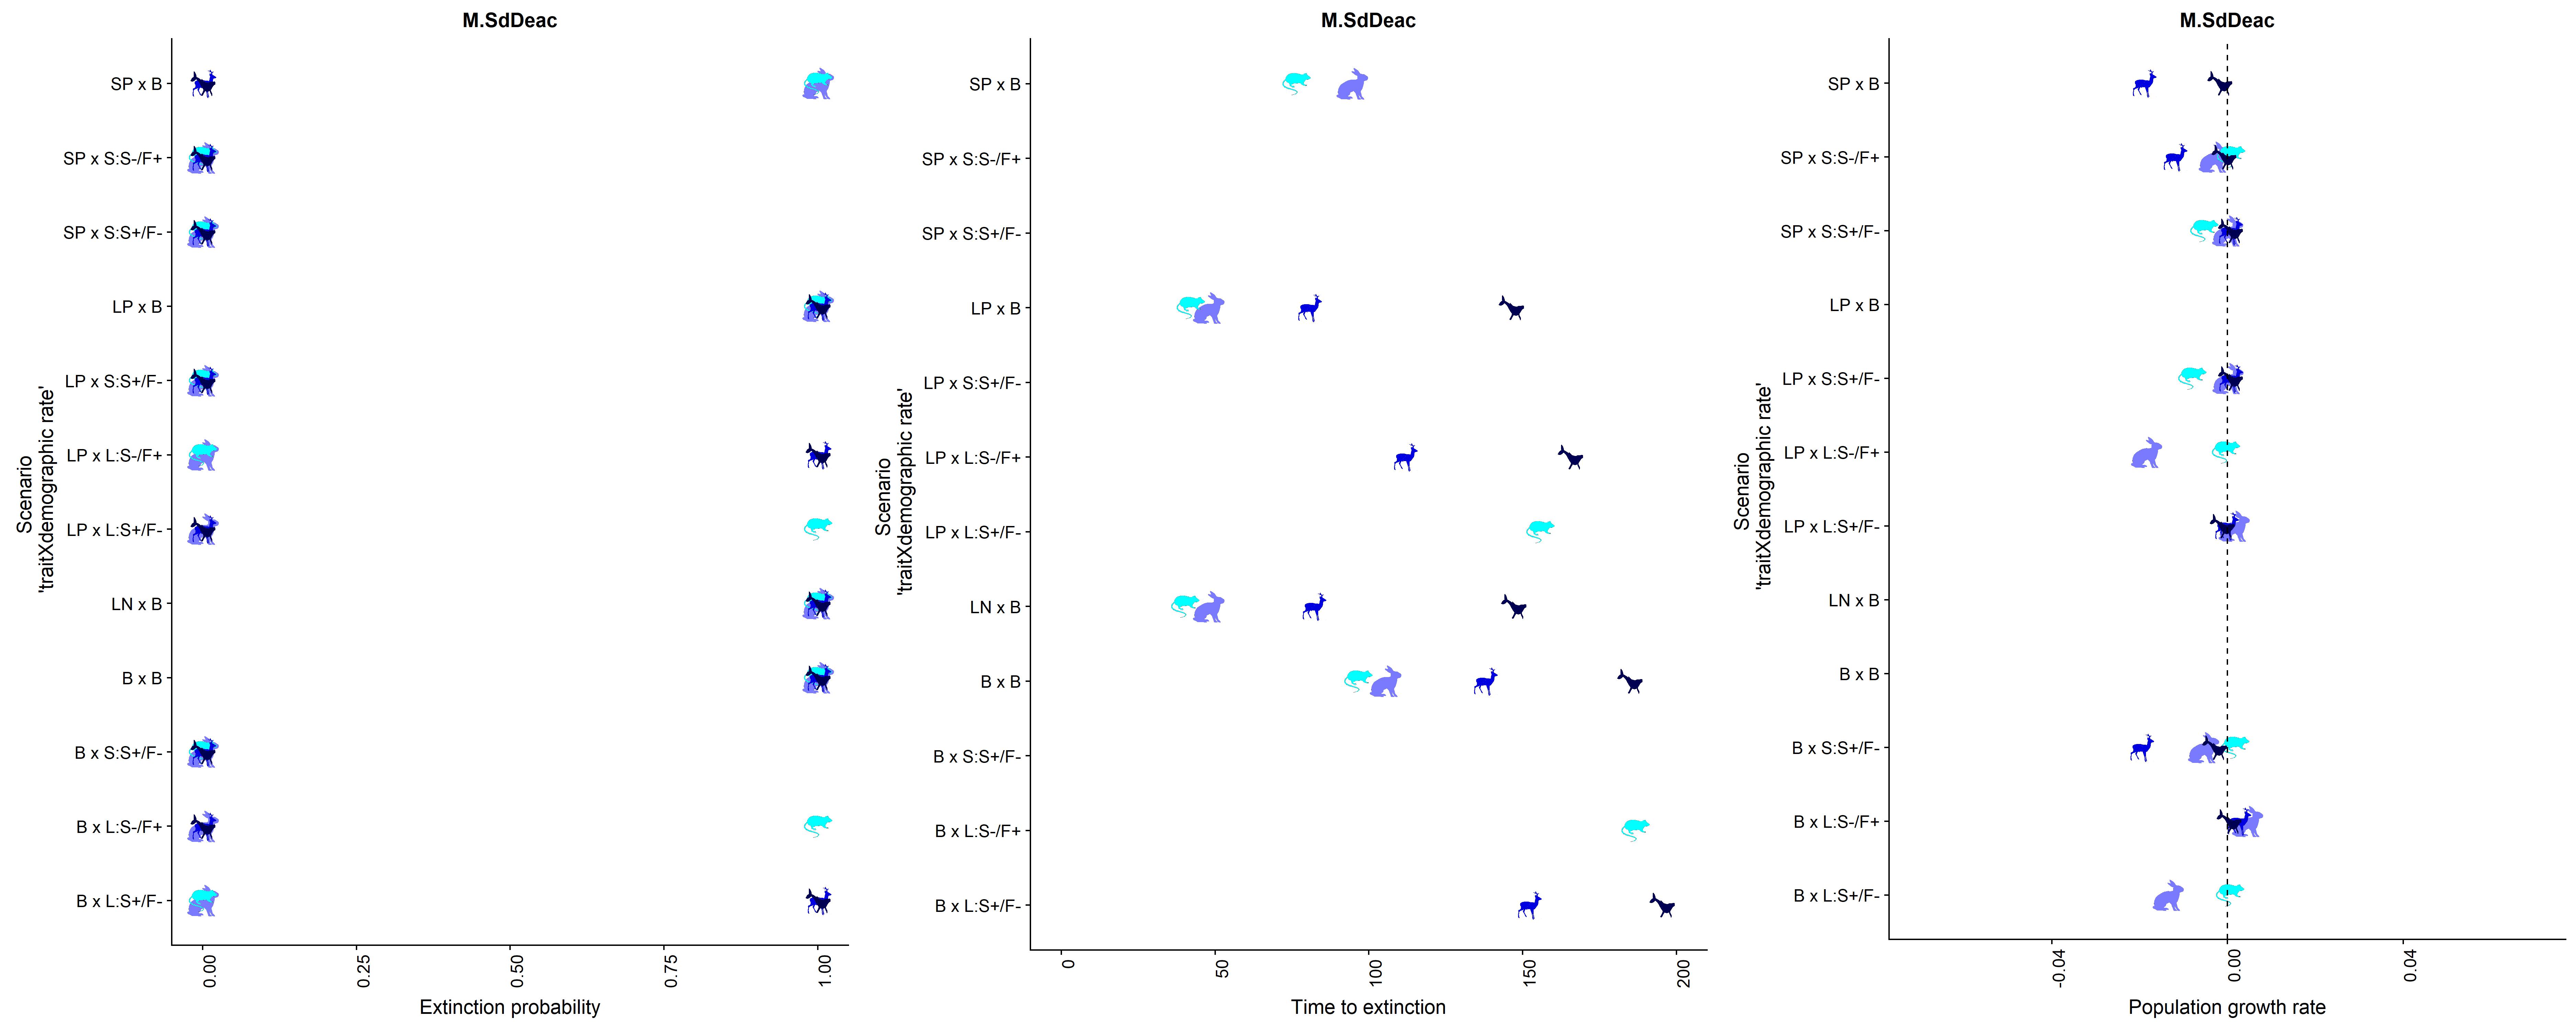 M.SdDeac
SP x B
SP x S:S-/F+
SP x S:S+/F-
LP x B
LP x S:S+/F-
LP x L:S-/F+
LP x L:S+/F-
LN x B
B x B
B x S:S+/F-
B x L:S-/F+
B x L:S+/F-
Scenario
'traitXdemographic rate'
0.00
0.25
0.50
0.75
1.00
Extinction probability
M.SdDeac
SP x B
SP x S:S-/F+
SP x S:S+/F-
LP x B
LP x S:S+/F-
LP x L:S-/F+
LP x L:S+/F-
LN x B
B x B
B x S:S+/F-
B x L:S-/F+
B x L:S+/F-
Scenario
'traitXdemographic rate'
0
50
100
150
200
Time to extinction
M.SdDeac
SP x B
SP x S:S-/F+
SP x S:S+/F-
LP x B
LP x S:S+/F-
LP x L:S-/F+
LP x L:S+/F-
LN x B
B x B
B x S:S+/F-
B x L:S-/F+
B x L:S+/F-
Scenario
'traitXdemographic rate'
-0.04
0.00
0.04
Population growth rate